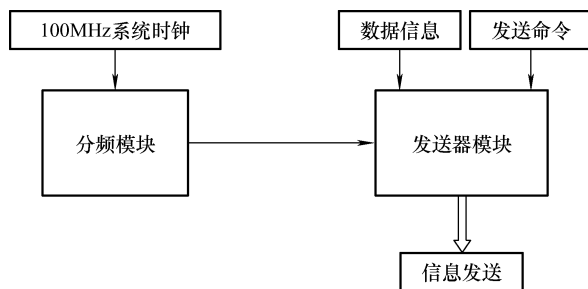 100MHz系统时钟
数据信息
发送命令
分频模块
发送器模块
信息发送